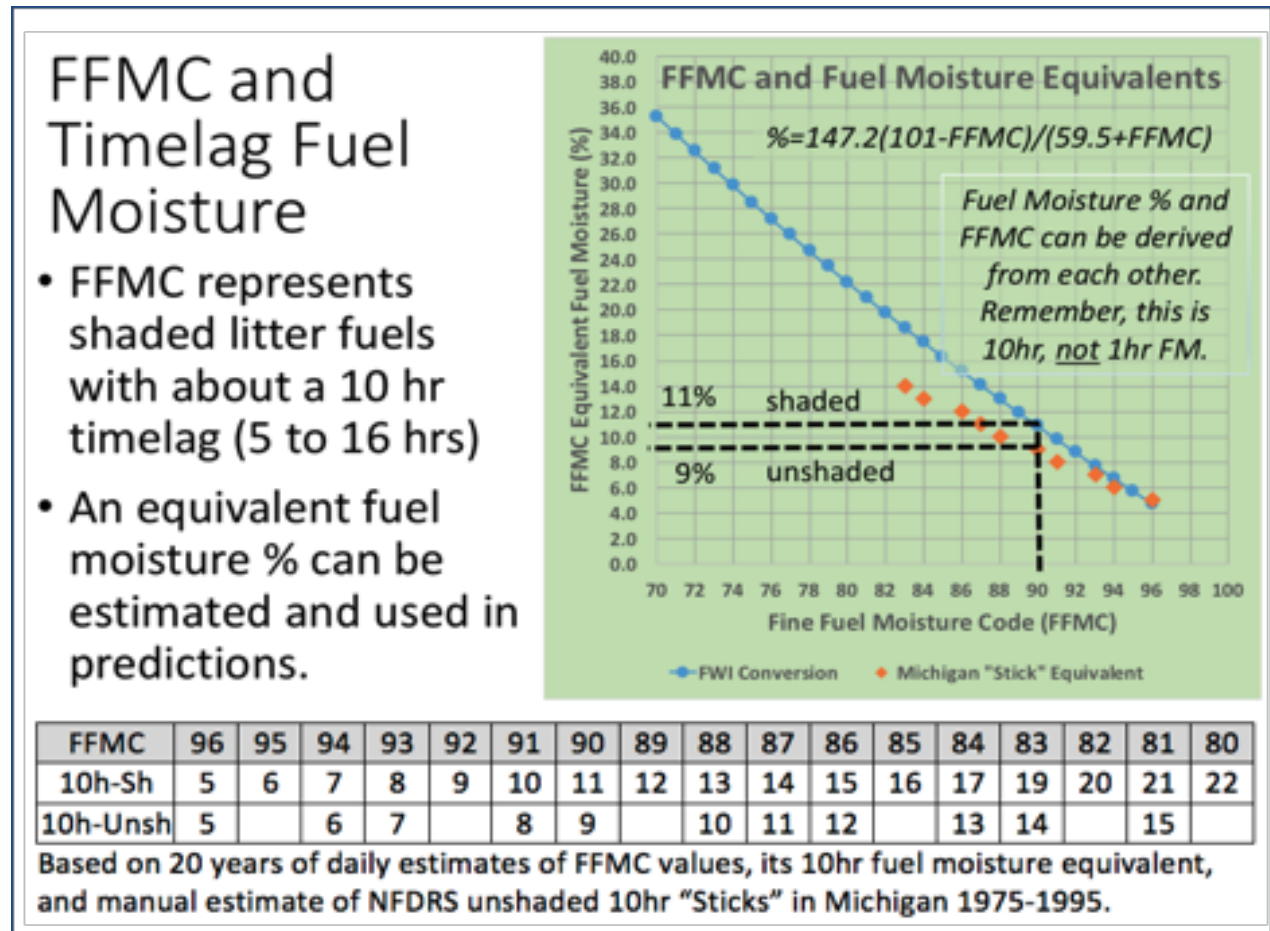 FFMC and
Timelag Fuel
Moisture
• FFMC represents
shaded litter fuels
with about a 10 hr
timelag (5 to 16 hrs)
• An equivalent fuel
moisture % can be
estimated and used in
predictions.
FFMC and Fuel Moisture Equivalents
%=147.2(101-FFMC)/(59.5+FFMC)
Fuel Moisture % and
FFMC can be derived
from each other.
Remember, this is
10hr, not 1hr FM.
FFMC Equivalent Fuel Moisture (%)
40.0
38.0
36.0
34.0
32.0
30.0
28.0
26.0
24.0
22.0
20.0
18.0
16.0
14.0
12.0
10.0
8.0
6.0
4.0
2.0
0.0
11% shaded
9% unshaded
70 72 74 76 78 80 82 84 86 88 90 92 94 96 98 100
Fine Fuel Moisture Code (FFMC)
FWI Conversion Michigan "Stick" Equivalent
FFMC 96 95 94 93 92 91 90 89 88 87 86 85 84 83 82 81 80
10h-Sh 5 6 7 8 9 10 11 12 13 14 15 16 17 19 20 21 22
10h-Unsh 5 6 7 8 9 10 11 12 13 14 15
Based on 20 years of daily estimates of FFMC values, its 10hr fuel moisture equivalent,
and manual estimate of NFDRS unshaded 10hr “Sticks” in Michigan 1975-1995.